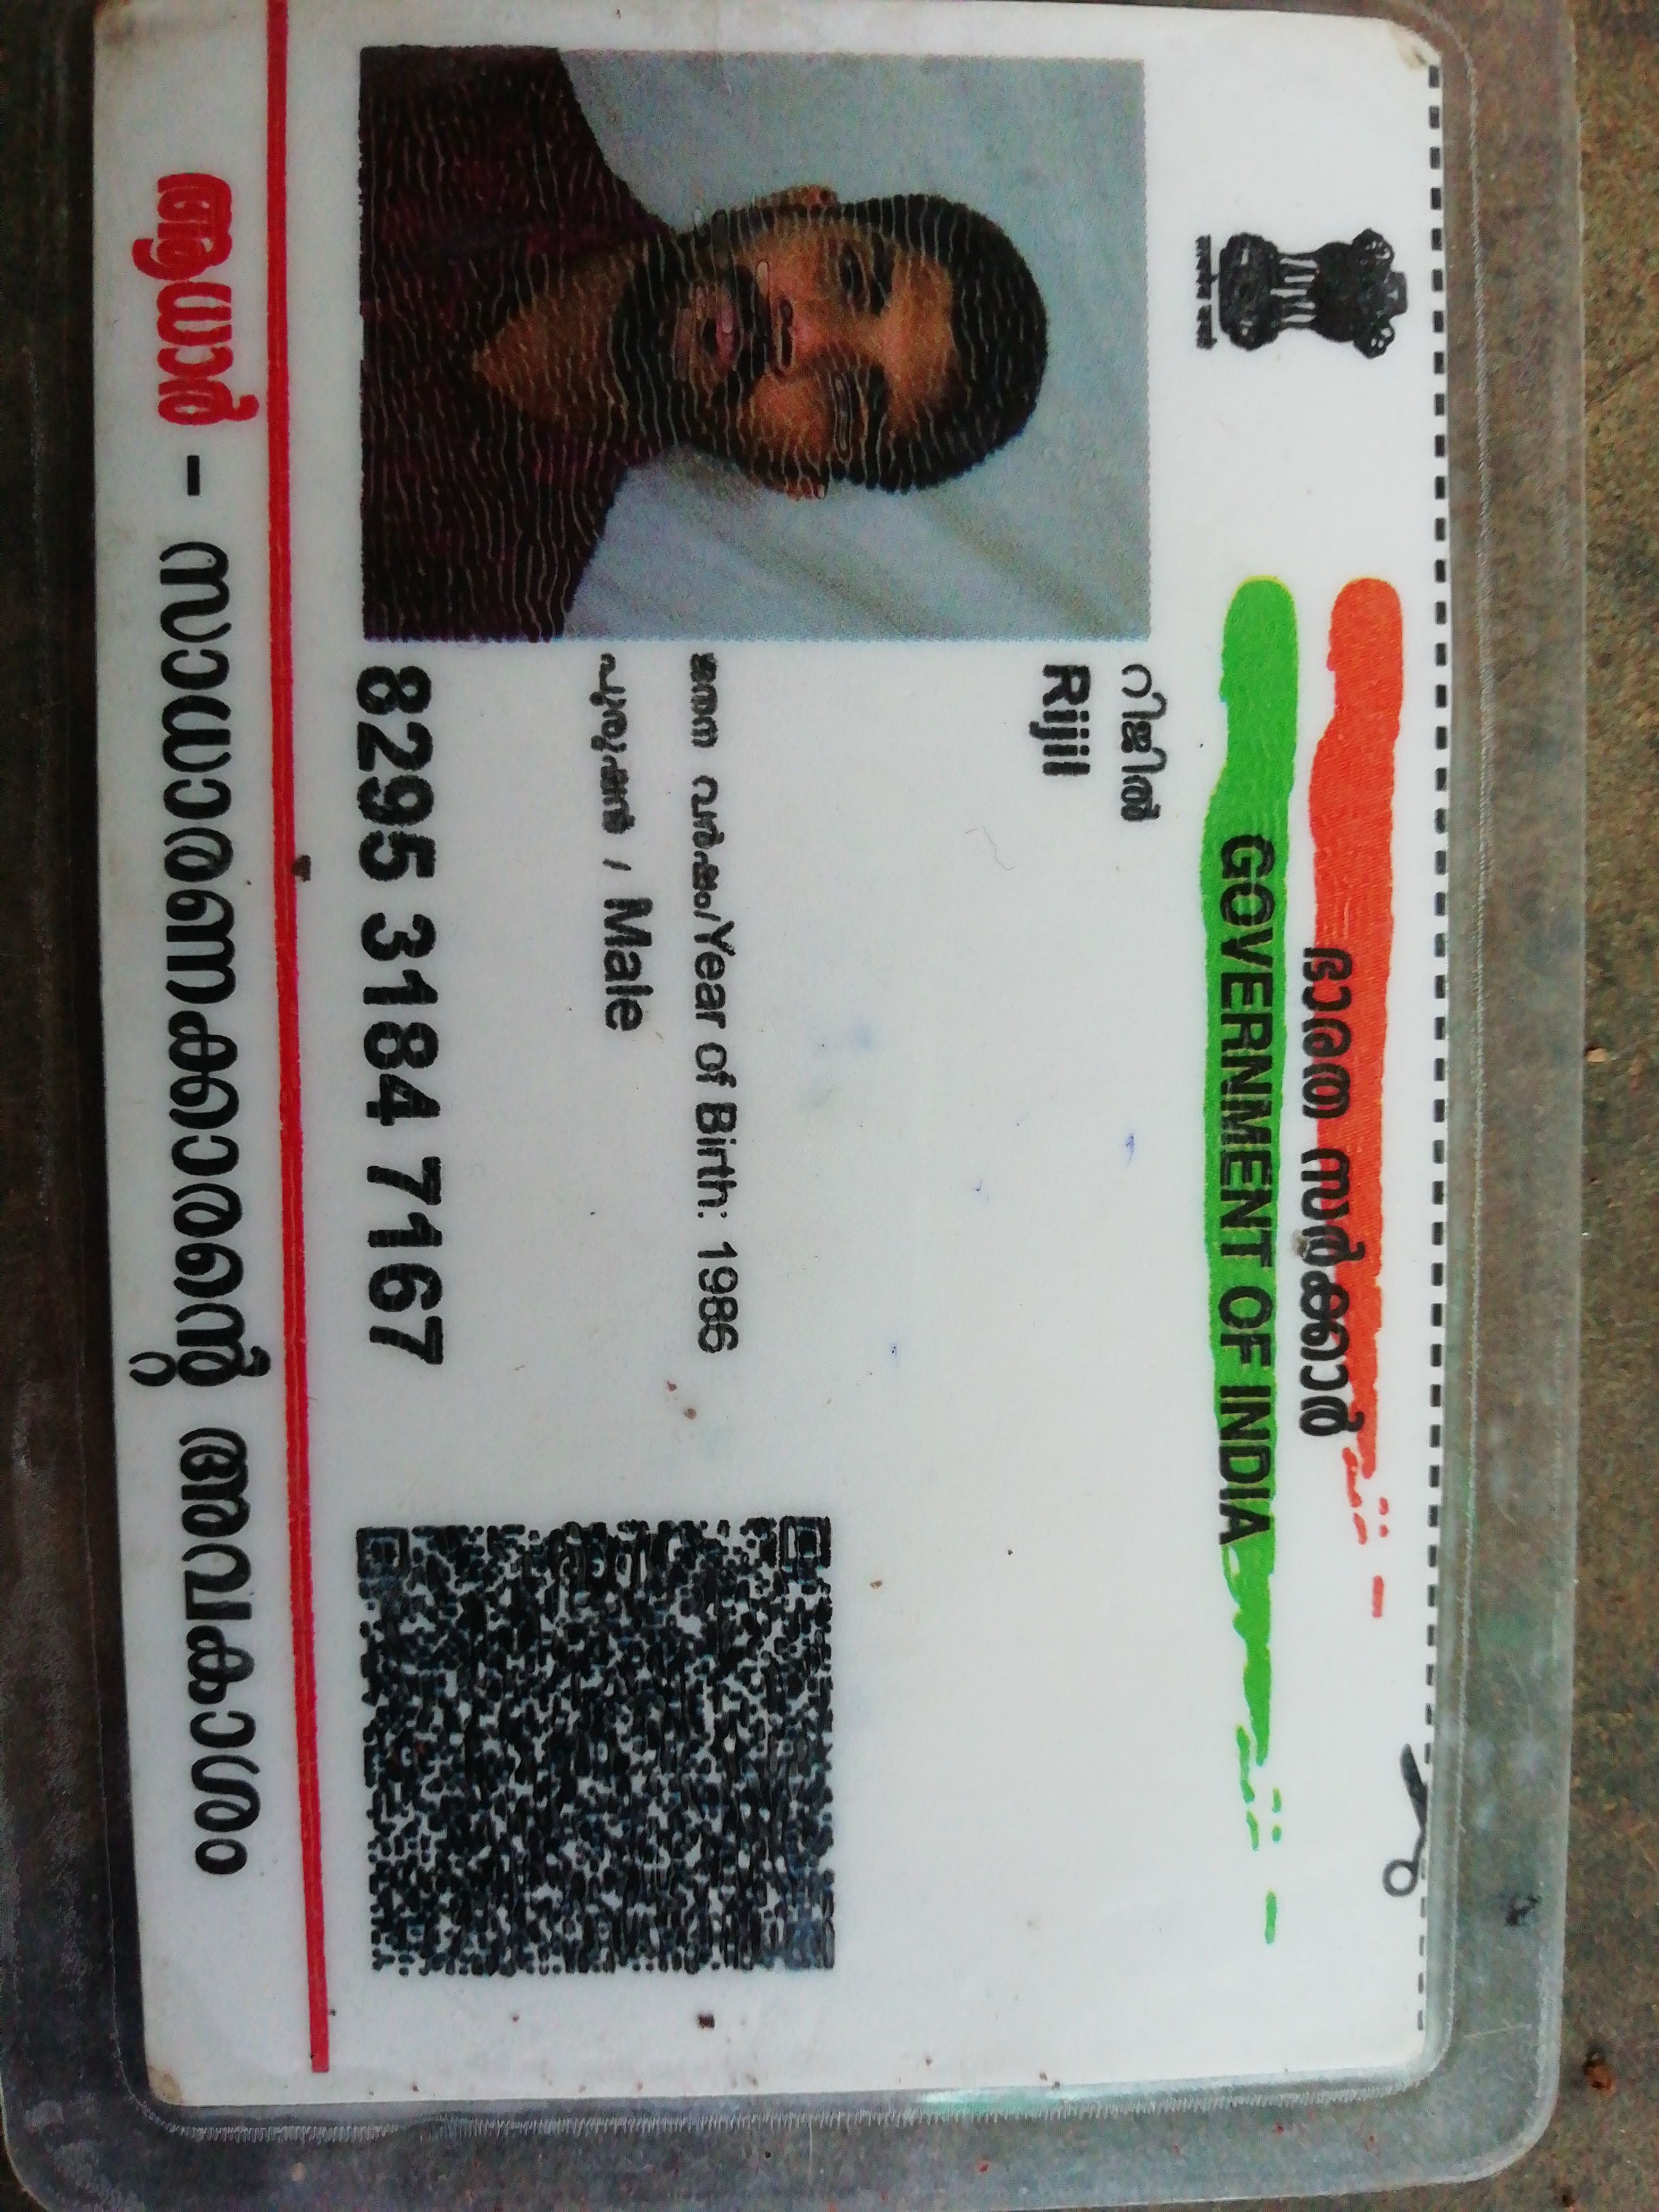 ഭാരത സർക്കാർ
GOVERNMENT OF INDIA
റിജിൽ
Rijil
ജനന വർഷം/Year of Birth: 1986
പുരുഷൻ / Male
8295 3184 7167
ആധാർ - സാധാരണക്കാരന്റെ അവകാശം